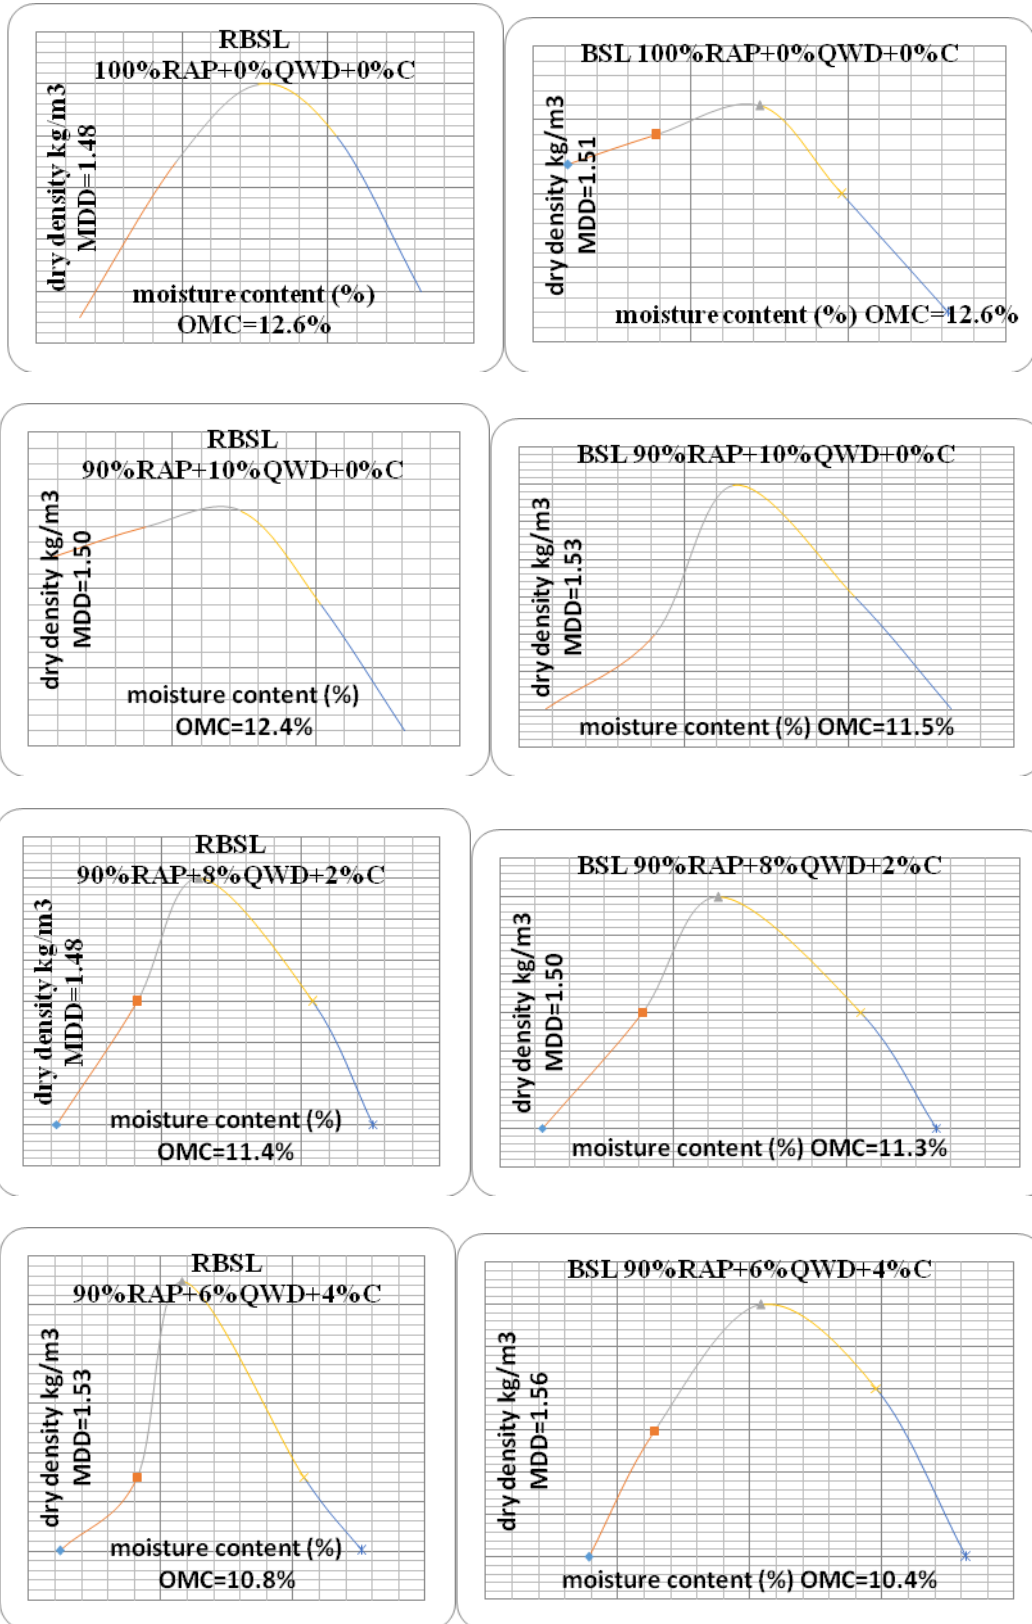 RBSL
100%RAP+0%QWD+0%C
dry density kg/m3
MDD=1.48
moisture content (%)
OMC=12.6%
BSL 100%RAP+0%QWD+0%C
dry density kg/m3
MDD=1.51
moisture content (%) OMC=12.6%
RBSL
90%RAP+10%QWD+0%C
dry density kg/m3
MDD=1.50
moisture content (%)
OMC=12.4%
BSL 90%RAP+10%QWD+0%C
dry density kg/m3
MDD=1.53
moisture content (%) OMC=11.5%
RBSL
90%RAP+8%QWD+2%C
dry density kg/m3
MDD=1.48
moisture content (%)
OMC=11.4%
BSL 90%RAP+8%QWD+2%C
dry density kg/m3
MDD=1.50
moisture content (%) OMC=11.3%
RBSL
90%RAP+6%QWD+4%C
dry density kg/m3
MDD=1.53
moisture content (%)
OMC=10.8%
BSL 90%RAP+6%QWD+4%C
dry density kg/m3
MDD=1.56
moisture content (%) OMC=10.4%